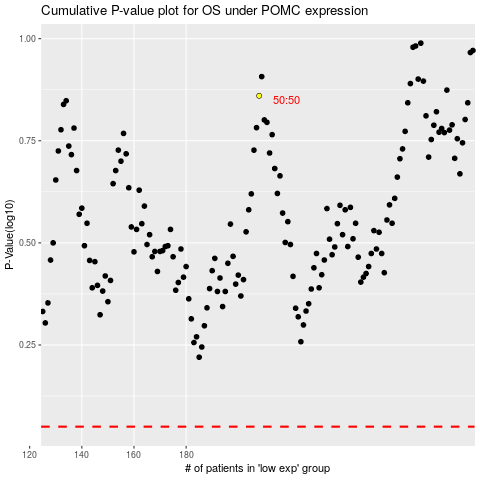 Cumulative P-value plot for OS under POMC expression
1.00
50:50
0.75
0.50
0.25
P-Value(log10)
120 140 160 180
# of patients in 'low exp' group